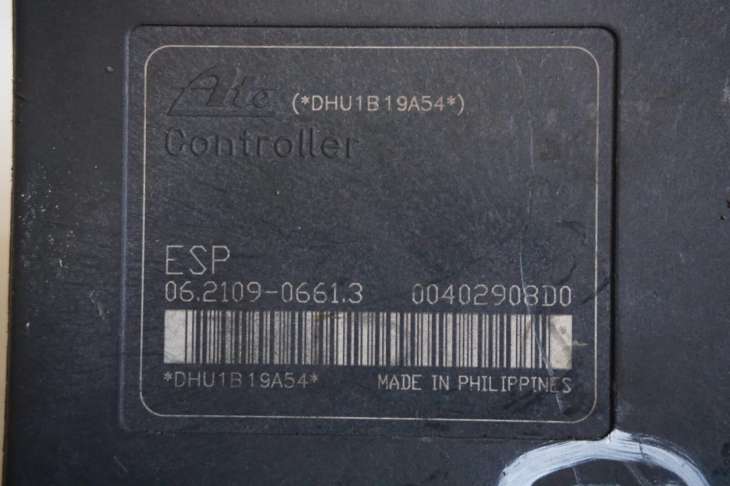 Ate (*DHU1B19A54*)
Controller
ESP
06.2109-0661.3 00402908D0
*DHU1B19A54* MADE IN PHILIPPINES